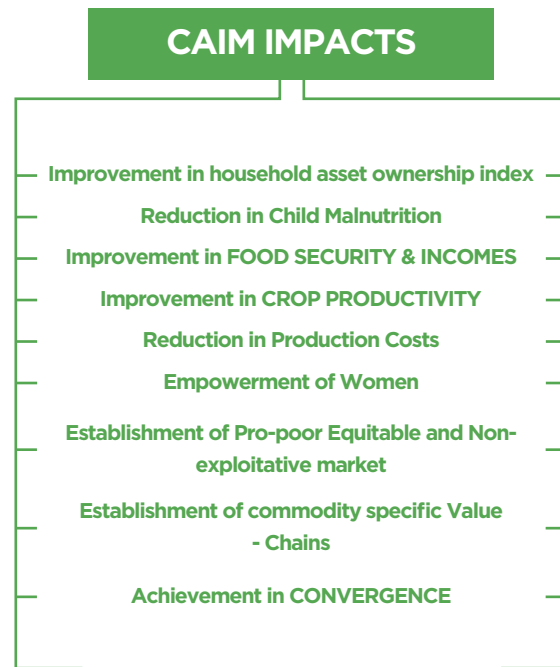 CAIM IMPACTS
Improvement in household asset ownership index
Reduction in Child Malnutrition
Improvement in FOOD SECURITY & INCOMES
Improvement in CROP PRODUCTIVITY
Reduction in Production Costs
Empowerment of Women
Establishment of Pro-poor Equitable and Non-
exploitative market
Establishment of commodity specific Value
- Chains
Achievement in CONVERGENCE